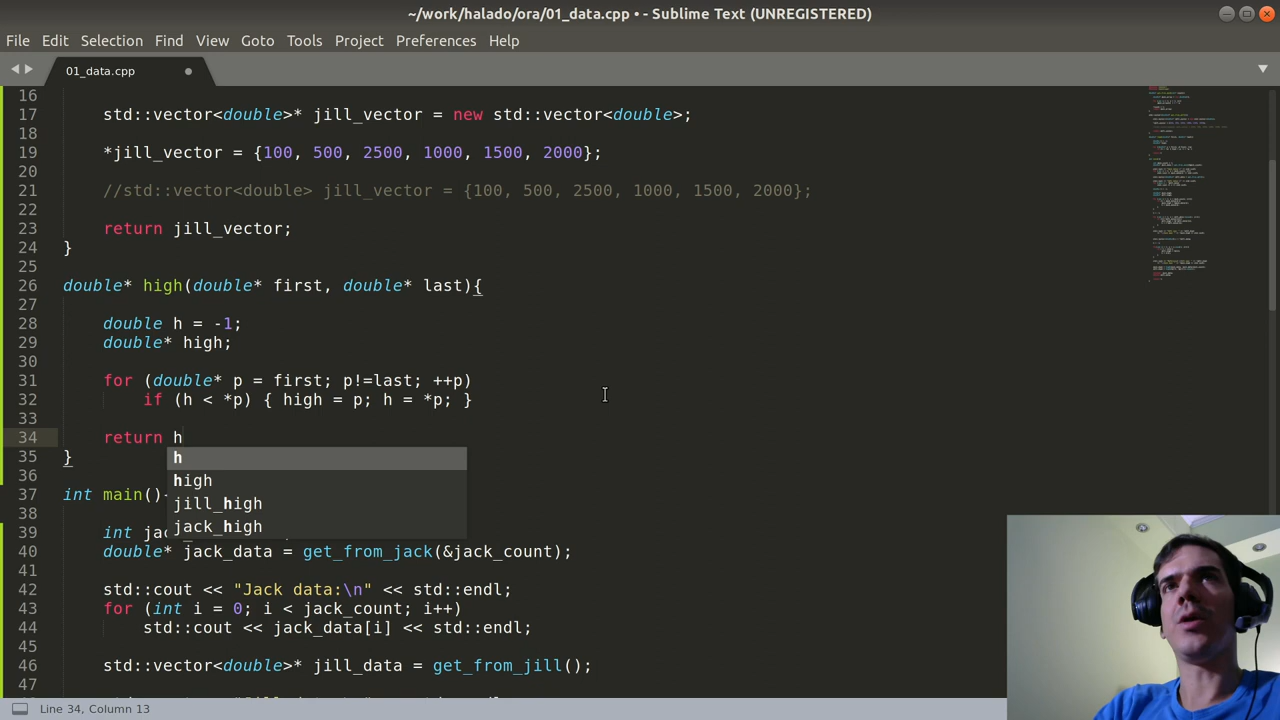 ~/work/halado/ora/01_data.cpp • - Sublime Text (UNREGISTERED)
File Edit Selection Find View Goto Tools Project Preferences Help
01_data.cpp
16
17 std::vector<double>* jill_vector = new std::vector<double>;
18
19 *jill_vector = {100, 500, 2500, 1000, 1500, 2000};
20
21 //std::vector<double> jill_vector = {100, 500, 2500, 1000, 1500, 2000};
22
23 return jill_vector;
24 }
25
26 double* high(double* first, double* last){
27
28 double h = -1;
29 double* high;
30
31 for (double* p = first; p!=last; ++p)
32 if (h < *p) { high = p; h = *p; }
33
34 return h
35 }
h
36
high
37 int main()
jill_high
38
jack_high
39 int jac
40 double* jack_data = get_from_jack(&jack_count);
41
42 std::cout << "Jack data:\n" << std::endl;
43 for (int i = 0; i < jack_count; i++)
44 std::cout << jack_data[i] << std::endl;
45
46 std::vector<double>* jill_data = get_from_jill();
47
Line 34, Column 13